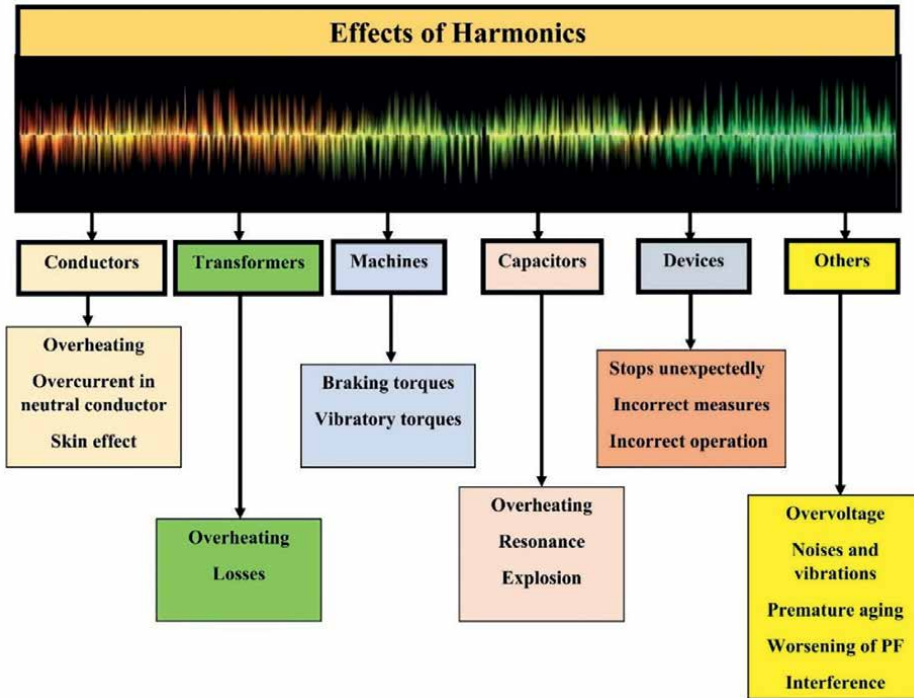 Effects of Harmonics
Conductors
Transformers
Machines
Capacitors
Devices
Others
Overheating
Overcurrent in
neutral conductor
Skin effect
Overheating
Losses
Braking torques
Vibratory torques
Overheating
Resonance
Explosion
Stops unexpectedly
Incorrect measures
Incorrect operation
Overvoltage
Noises and
vibrations
Premature aging
Worsening of PF
Interference